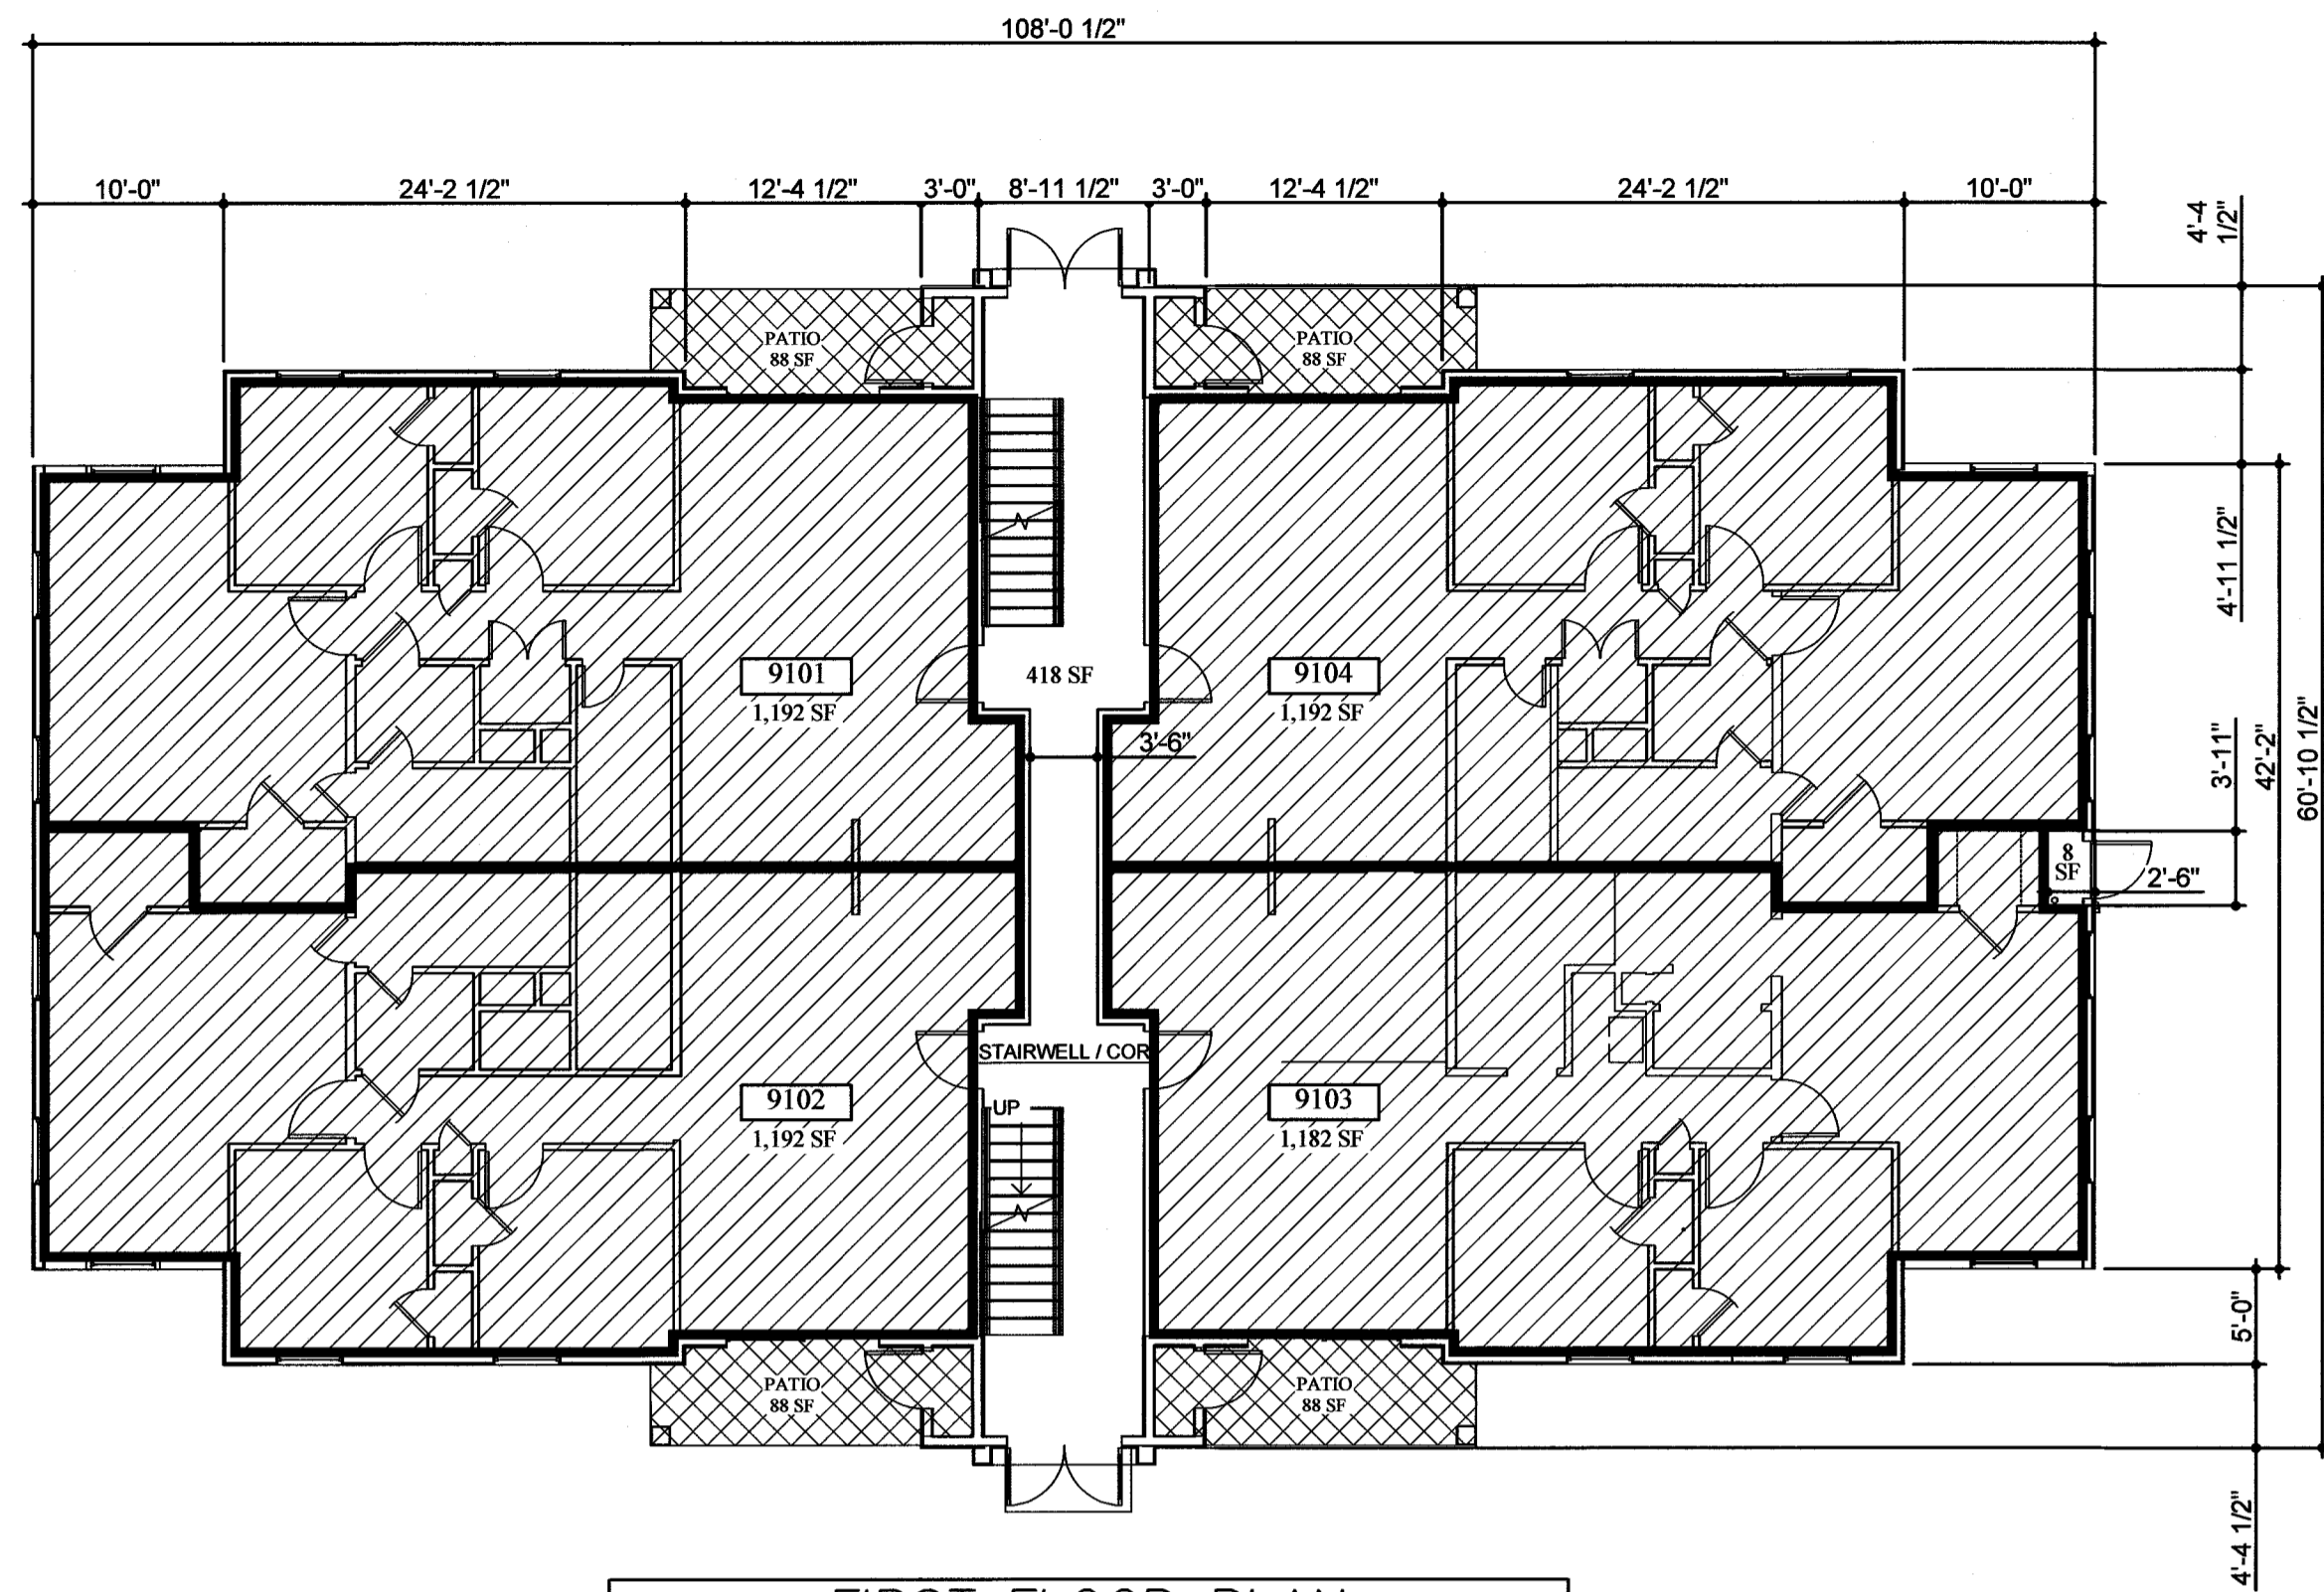 108'-0 1/2"
10'-0"
24'-2 1/2"
12'-4 1/2"
3'-0"
8'-11 1/2"
3'-0"
12'-4 1/2"
24'-2 1/2"
10'-0"
4'-4
1/2"
PATIO
88 SF
PATIO
88 SF
4'-11 1/2"
9101
1,192 SF
418 SF
9104
1,192 SF
3'-6"
3'-11"
42'-2"
60'-10 1/2"
8
SF
2'-6"
STAIRWELL / COR
UP
9102
1,192 SF
9103
1,182 SF
5'-0"
PATIO
88 SF
PATIO
88 SF
4'-4 1/2"
FIRST FLOOR PLAN